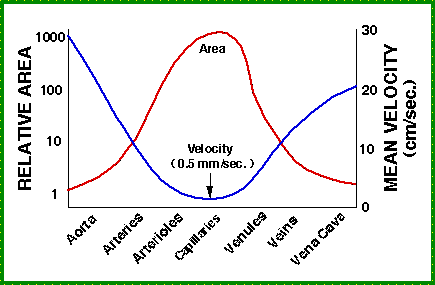 RELATIVE AREA
1000
100
10
1
Area
Velocity
(0.5 mm/sec.)
30
20
10
0
MEAN VELOCITY
(cm/sec.)
Aorta
Arteries
Arterioles
Capillaries
Venules
Veins
Vena Cava